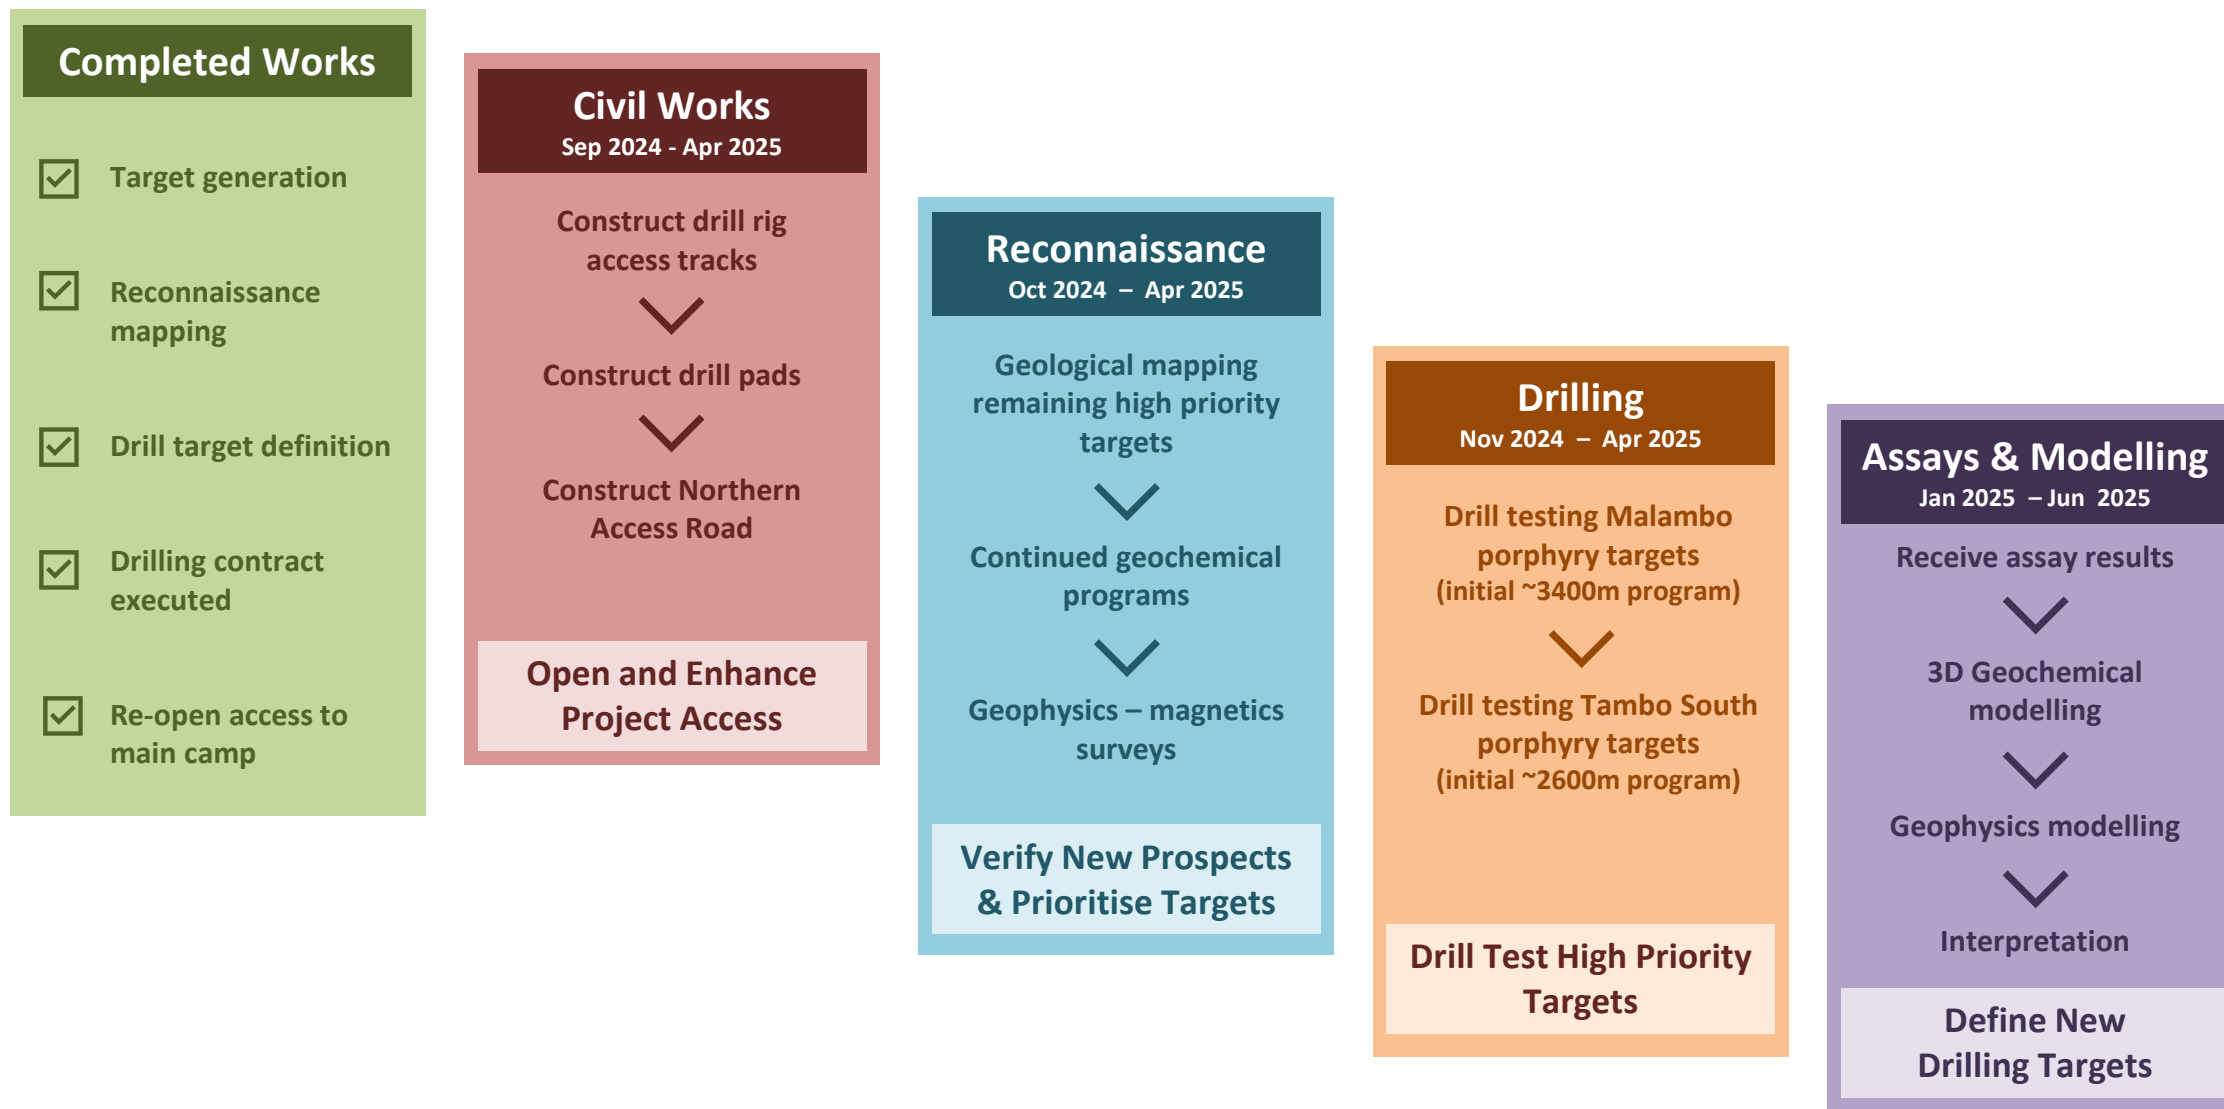 Completed Works
Target generation
Reconnaissance
mapping
Drill target definition
Drilling contract
executed
Re-open access to
main camp
Civil Works
Sep 2024 - Apr 2025
Construct drill rig
access tracks
Construct drill pads
Construct Northern
Access Road
Open and Enhance
Project Access
Reconnaissance
Oct 2024 – Apr 2025
Geological mapping
remaining high priority
targets
Continued geochemical
programs
Geophysics – magnetics
surveys
Verify New Prospects
& Prioritise Targets
Drilling
Nov 2024 – Apr 2025
Drill testing Malambo
porphyry targets
(initial ~3400m program)
Drill testing Tambo South
porphyry targets
(initial ~2600m program)
Drill Test High Priority
Targets
Assays & Modelling
Jan 2025 – Jun 2025
Receive assay results
3D Geochemical
modelling
Geophysics modelling
Interpretation
Define New
Drilling Targets